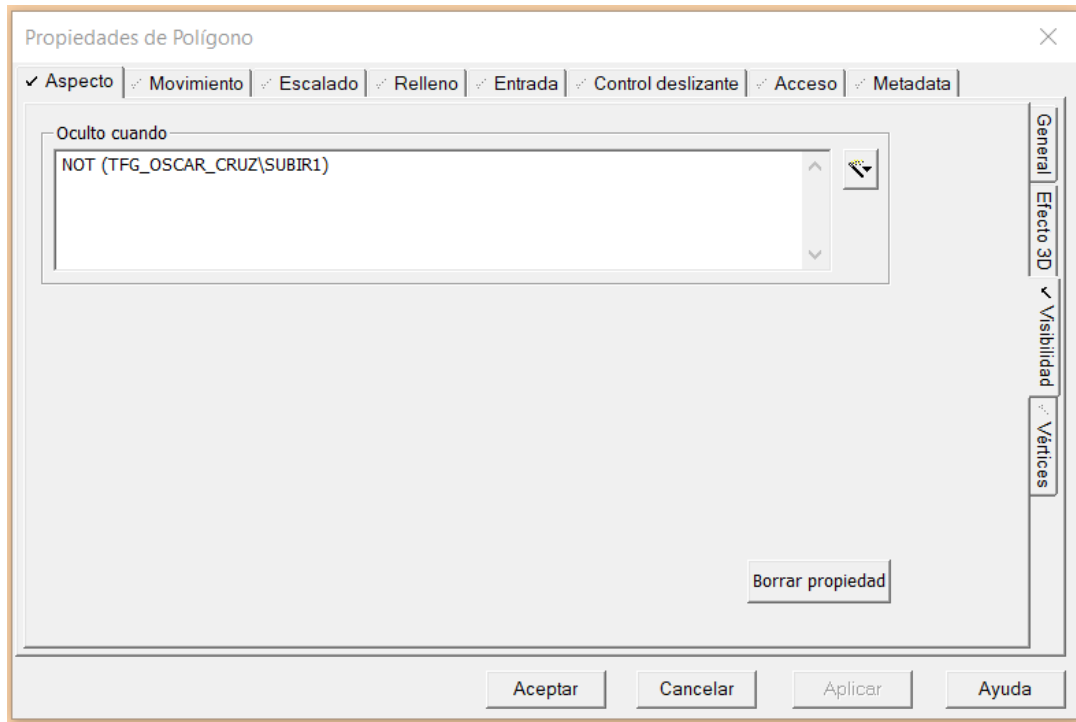 Propiedades de Polígono
Aspecto Movimiento Escalado Relleno Entrada Control deslizante Acceso Metadata
Oculto cuando
NOT (TFG_OSCAR_CRUZ\SUBIR1)
General
Efecto 3D
Visibilidad
Vértices
Borrar propiedad
Aceptar Cancelar Aplicar Ayuda